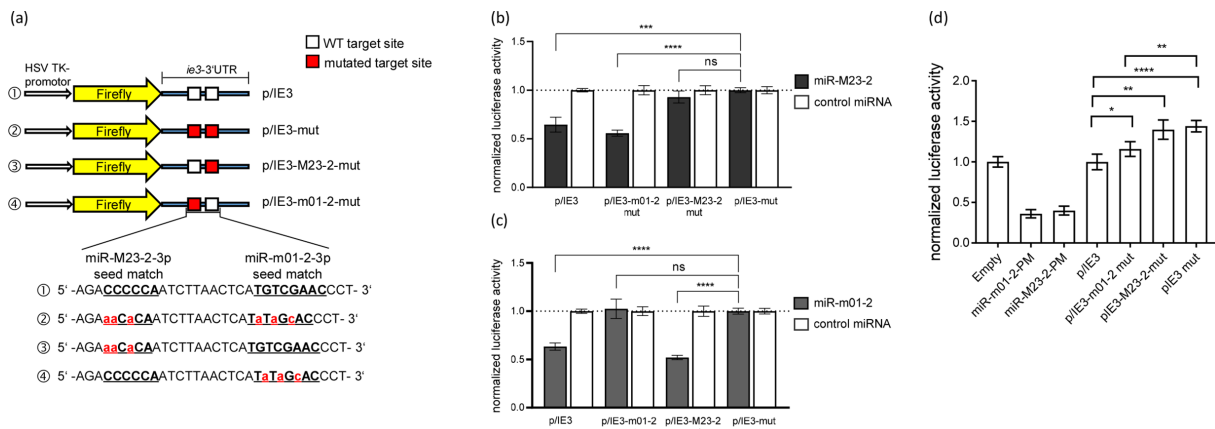 (a)
WT target site
mutated target site
HSV TK-
promotor
ie3-3'UTR
① Firefly p/IE3
② Firefly p/IE3-mut
③ Firefly p/IE3-M23-2-mut
④ Firefly p/IE3-m01-2-mut
miR-M23-2-3p
seed match
miR-m01-2-3p
seed match
① 5' -AGACCCCCAATCTTAACTCATGTCGAACCCT- 3'
② 5' -AGAaaCaCAATCTTAACTCATaTaGcACCCT- 3'
③ 5' -AGAaaCaCAATCTTAACTCATGTCGAACCCT- 3'
④ 5' -AGACCCCCAATCTTAACTCATaTaGcACCCT- 3'
(b)
normalized luciferase activity
1.5
1.0
0.5
0.0
***
****
ns
miR-M23-2
control miRNA
p/IE3
p/IE3-m01-2
mut
p/IE3-M23-2
mut
p/IE3-mut
(c)
normalized luciferase activity
1.5
1.0
0.5
0.0
****
ns
****
miR-m01-2
control miRNA
p/IE3
p/IE3-m01-2
p/IE3-M23-2
p/IE3-mut
(d)
normalized luciferase activity
2.0
1.5
1.0
0.5
0.0
**
****
**
*
Empty
miR-m01-2-PM
miR-M23-2-PM
p/IE3
p/IE3-m01-2 mut
pIE3-M23-2-mut
pIE3 mut